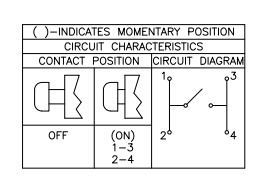 ( )-INDICATES MOMENTARY POSITION
CIRCUIT CHARACTERISTICS
CONTACT POSITION CIRCUIT DIAGRAM
1 3
2 4
OFF (ON)
1-3
2-4